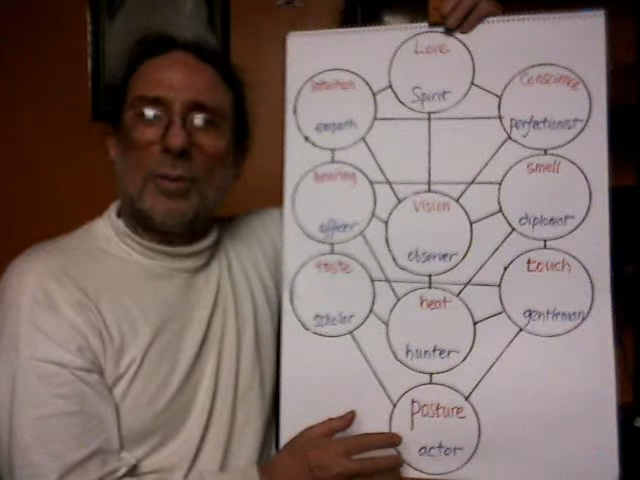 Love
Spirit
intuition
empath
Conscience
perfectionist
hearing
officer
smell
diplomat
vision
observer
taste
scholar
touch
gentleman
heat
hunter
posture
actor